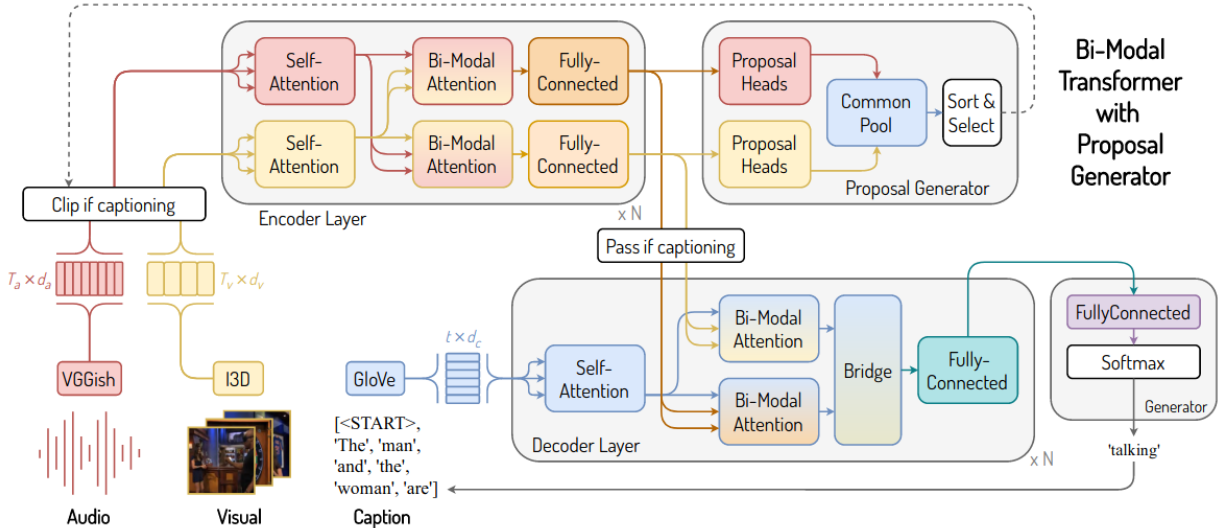 Bi-Modal
Transformer
with
Proposal
Generator
Self-
Attention
Bi-Modal
Attention
Fully-
Connected
Self-
Attention
Bi-Modal
Attention
Fully-
Connected
Encoder Layer
x N
Proposal
Heads
Common
Pool
Sort &
Select
Proposal
Heads
Proposal Generator
Clip if captioning
Pass if captioning
T_a × d_a
T_v × d_v
VGGish
I3D
GloVe
t × d_c
Self-
Attention
Bi-Modal
Attention
Bi-Modal
Attention
Bridge
Fully-
Connected
Decoder Layer
x N
FullyConnected
Softmax
Generator
'talking'
[<START>,
'The', 'man',
'and', 'the',
'woman', 'are']
Audio
Visual
Caption